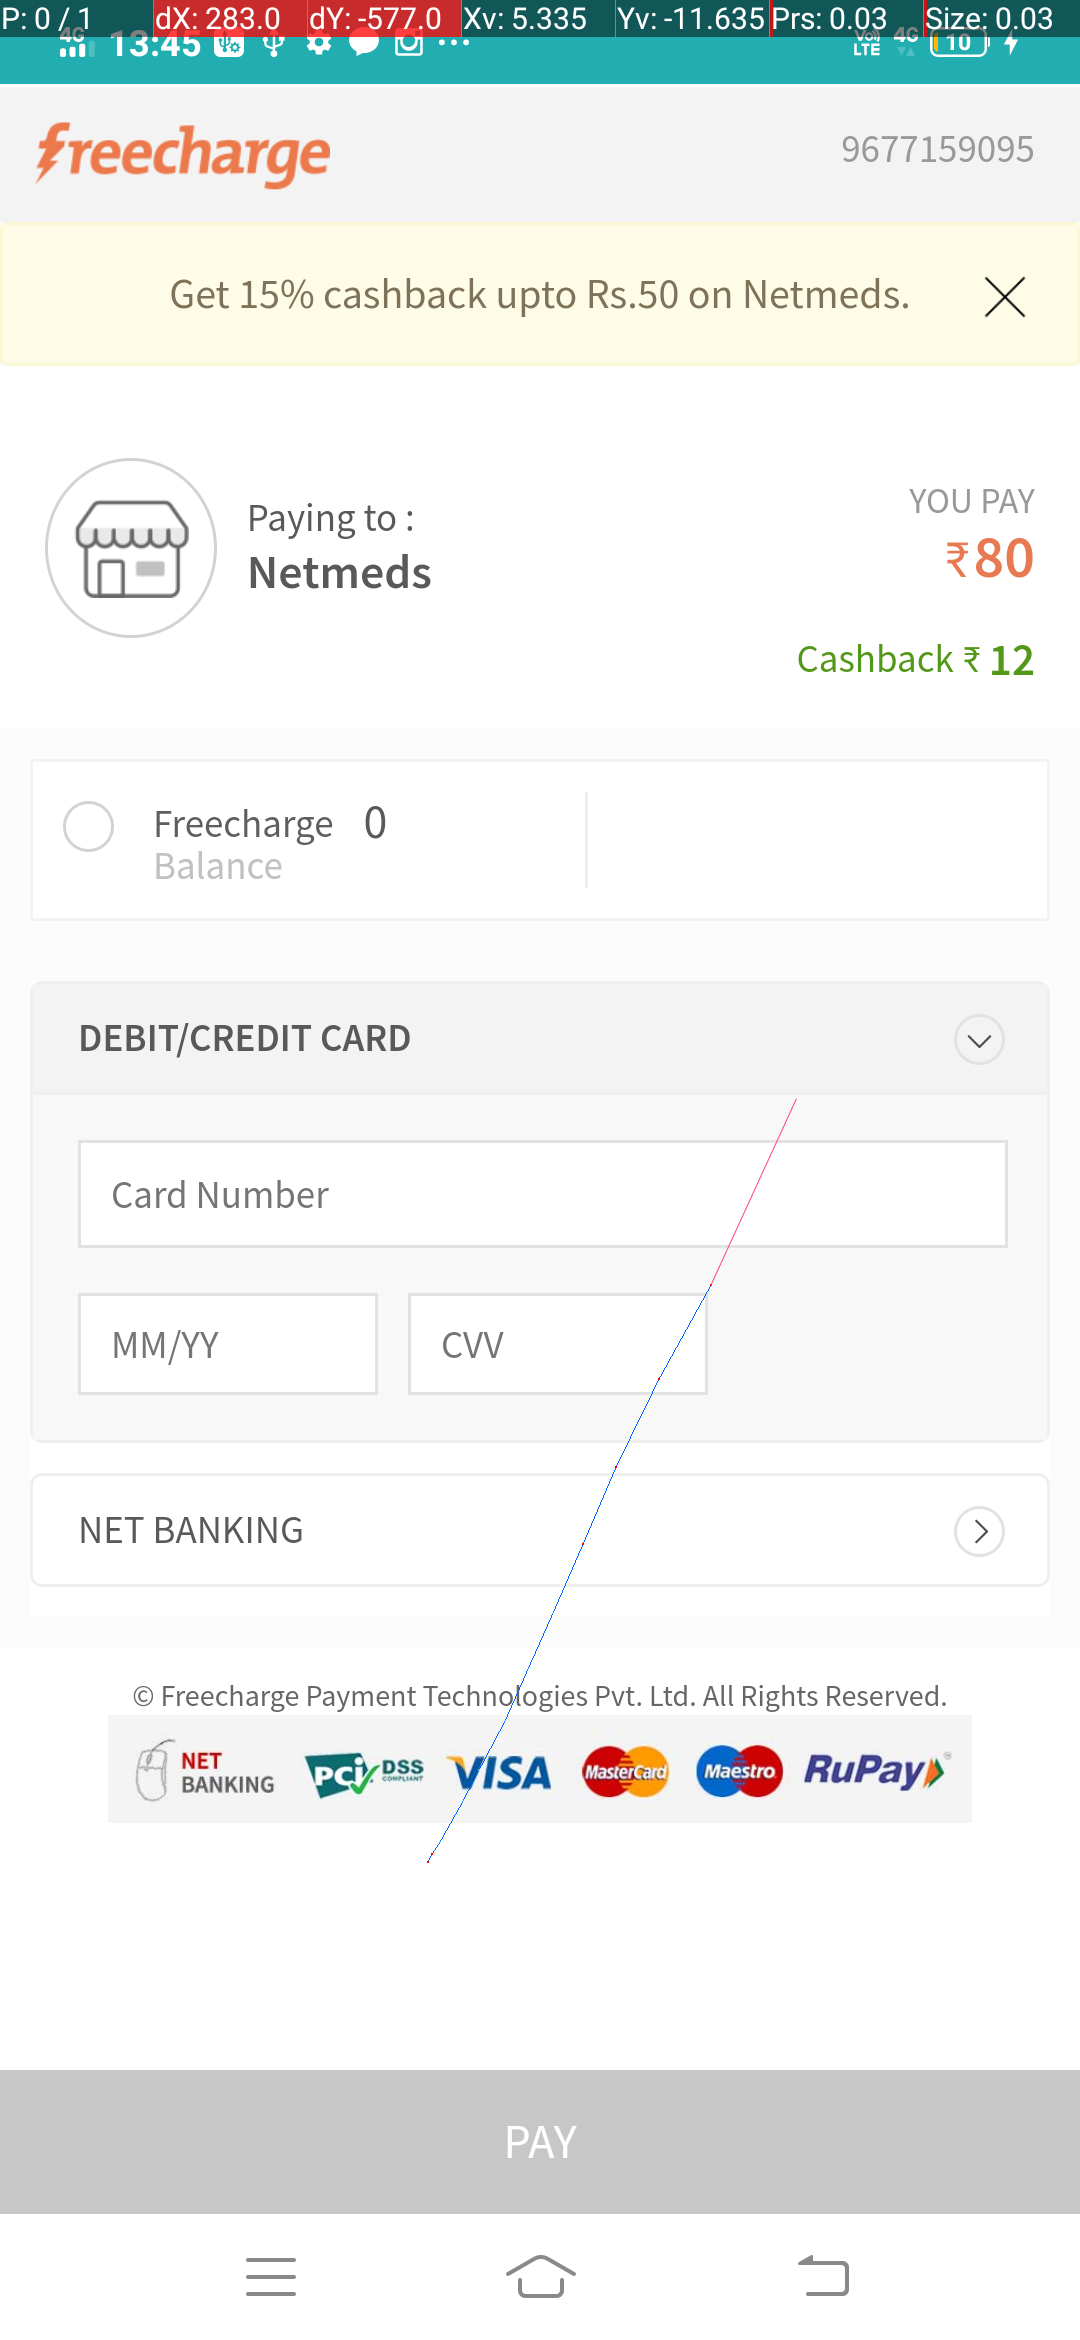 P: 0 / 1 dX: 283.0 dY: -577.0 Xv: 5.335 Yv: -11.635 Prs: 0.03 Size: 0.03
4G 13:45 VoLTE 4G 10
freecharge 9677159095
Get 15% cashback upto Rs.50 on Netmeds.
Paying to :
Netmeds
YOU PAY
₹80
Cashback ₹ 12
Freecharge 0
Balance
DEBIT/CREDIT CARD
Card Number
MM/YY CVV
NET BANKING
© Freecharge Payment Technologies Pvt. Ltd. All Rights Reserved.
NET BANKING PCI DSS COMPLIANT VISA MasterCard Maestro RuPay
PAY